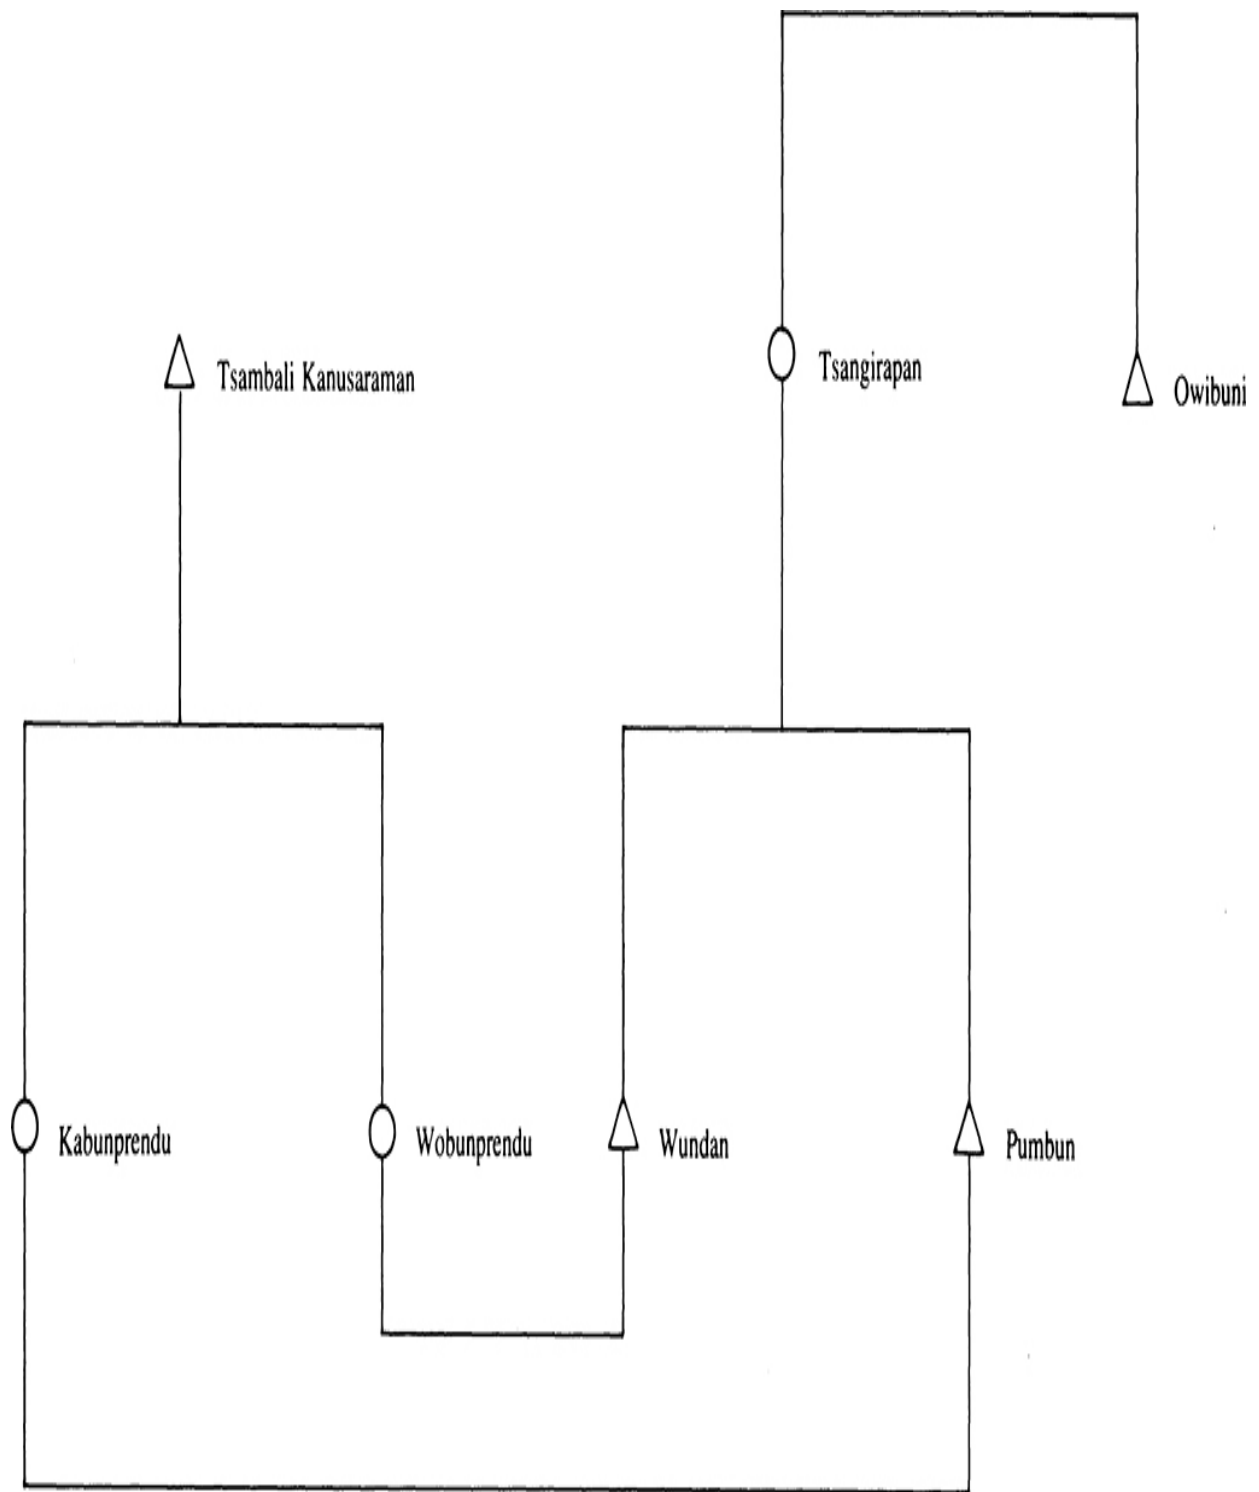 Tsambali Kanusaraman
Tsangirapan
Owibuni
Kabunprendu
Wobunprendu
Wundan
Pumbun